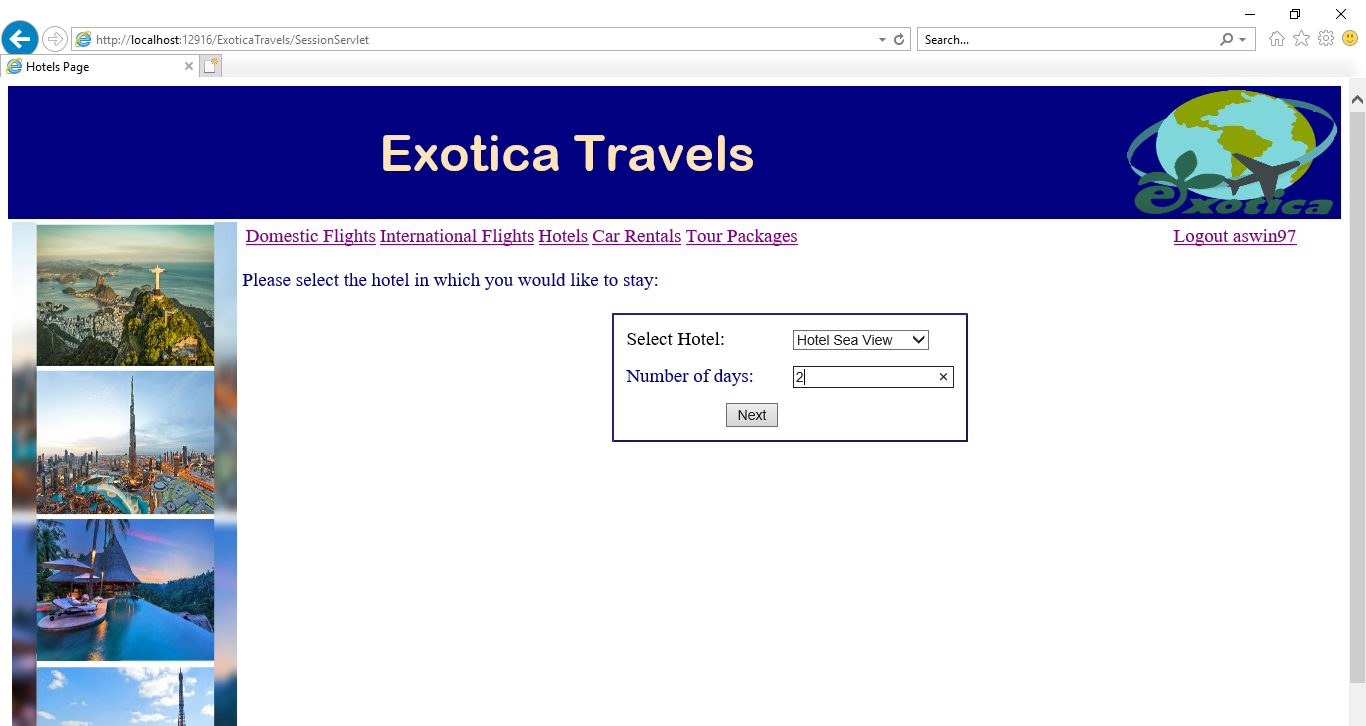 http://localhost:12916/ExoticaTravels/SessionServlet
Search...
Hotels Page
Exotica Travels
exotica
Domestic Flights International Flights Hotels Car Rentals Tour Packages
Logout aswin97
Please select the hotel in which you would like to stay:
Select Hotel: Hotel Sea View
Number of days: 2
Next